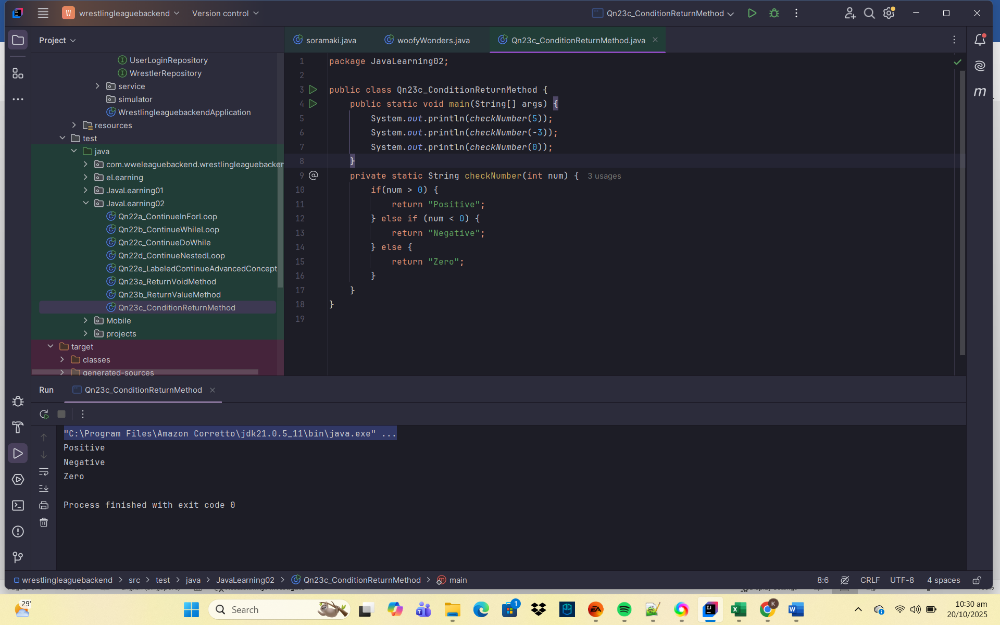 W wrestlingleaguebackend Version control Qn23c_ConditionReturnMethod
Project
soramaki.java woofyWonders.java Qn23c_ConditionReturnMethod.java
UserLoginRepository
WrestlerRepository
service
simulator
WrestlingleaguebackendApplication
resources
test
java
com.wweleaguebackend.wrestlingleaguebacker
eLearning
JavaLearning01
JavaLearning02
Qn22a_ContinueInForLoop
Qn22b_ContinueWhileLoop
Qn22c_ContinueDoWhile
Qn22d_ContinueNestedLoop
Qn22e_LabeledContinueAdvancedConcept
Qn23a_ReturnVoidMethod
Qn23b_ReturnValueMethod
Qn23c_ConditionReturnMethod
Mobile
projects
target
classes
generated-sources
1 package JavaLearning02;
2
3 public class Qn23c_ConditionReturnMethod {
4 public static void main(String[] args) {
5 System.out.println(checkNumber(5));
6 System.out.println(checkNumber(-3));
7 System.out.println(checkNumber(0));
8 }
9 private static String checkNumber(int num) { 3 usages
10 if(num > 0) {
11 return "Positive";
12 } else if (num < 0) {
13 return "Negative";
14 } else {
15 return "Zero";
16 }
17 }
18 }
19
m
Run Qn23c_ConditionReturnMethod
"C:\Program Files\Amazon Corretto\jdk21.0.5_11\bin\java.exe" ...
Positive
Negative
Zero
Process finished with exit code 0
wrestlingleaguebackend > src > test > java > JavaLearning02 > Qn23c_ConditionReturnMethod > main
8:6 CRLF UTF-8 4 spaces
29°
Search
1
K
10:30 am
20/10/2025